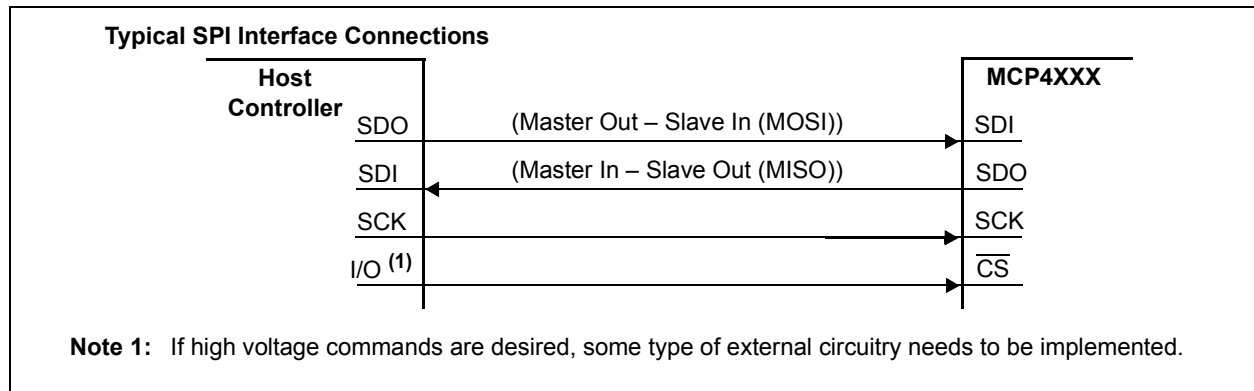 Typical SPI Interface Connections
Host
Controller
MCP4XXX
SDO (Master Out – Slave In (MOSI)) SDI
SDI (Master In – Slave Out (MISO)) SDO
SCK SCK
I/O (1) CS
Note 1: If high voltage commands are desired, some type of external circuitry needs to be implemented.